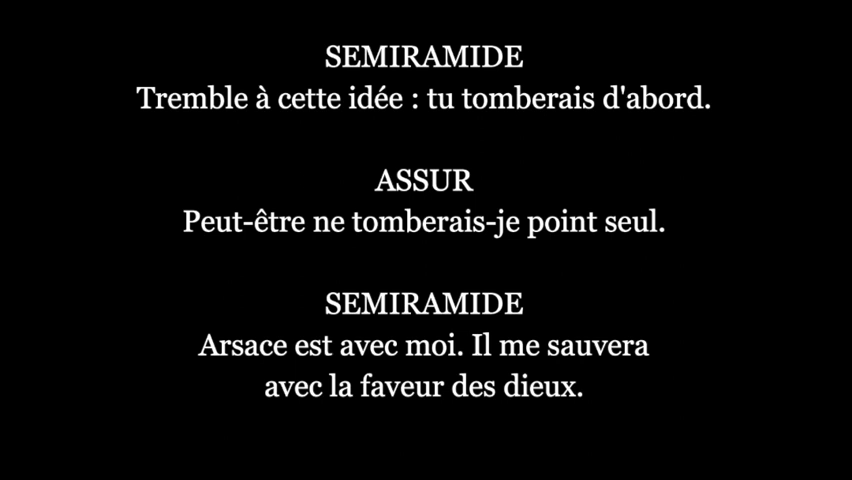 SEMIRAMIDE
Tremble à cette idée : tu tomberais d'abord.
ASSUR
Peut-être ne tomberais-je point seul.
SEMIRAMIDE
Arsace est avec moi. Il me sauvera
avec la faveur des dieux.